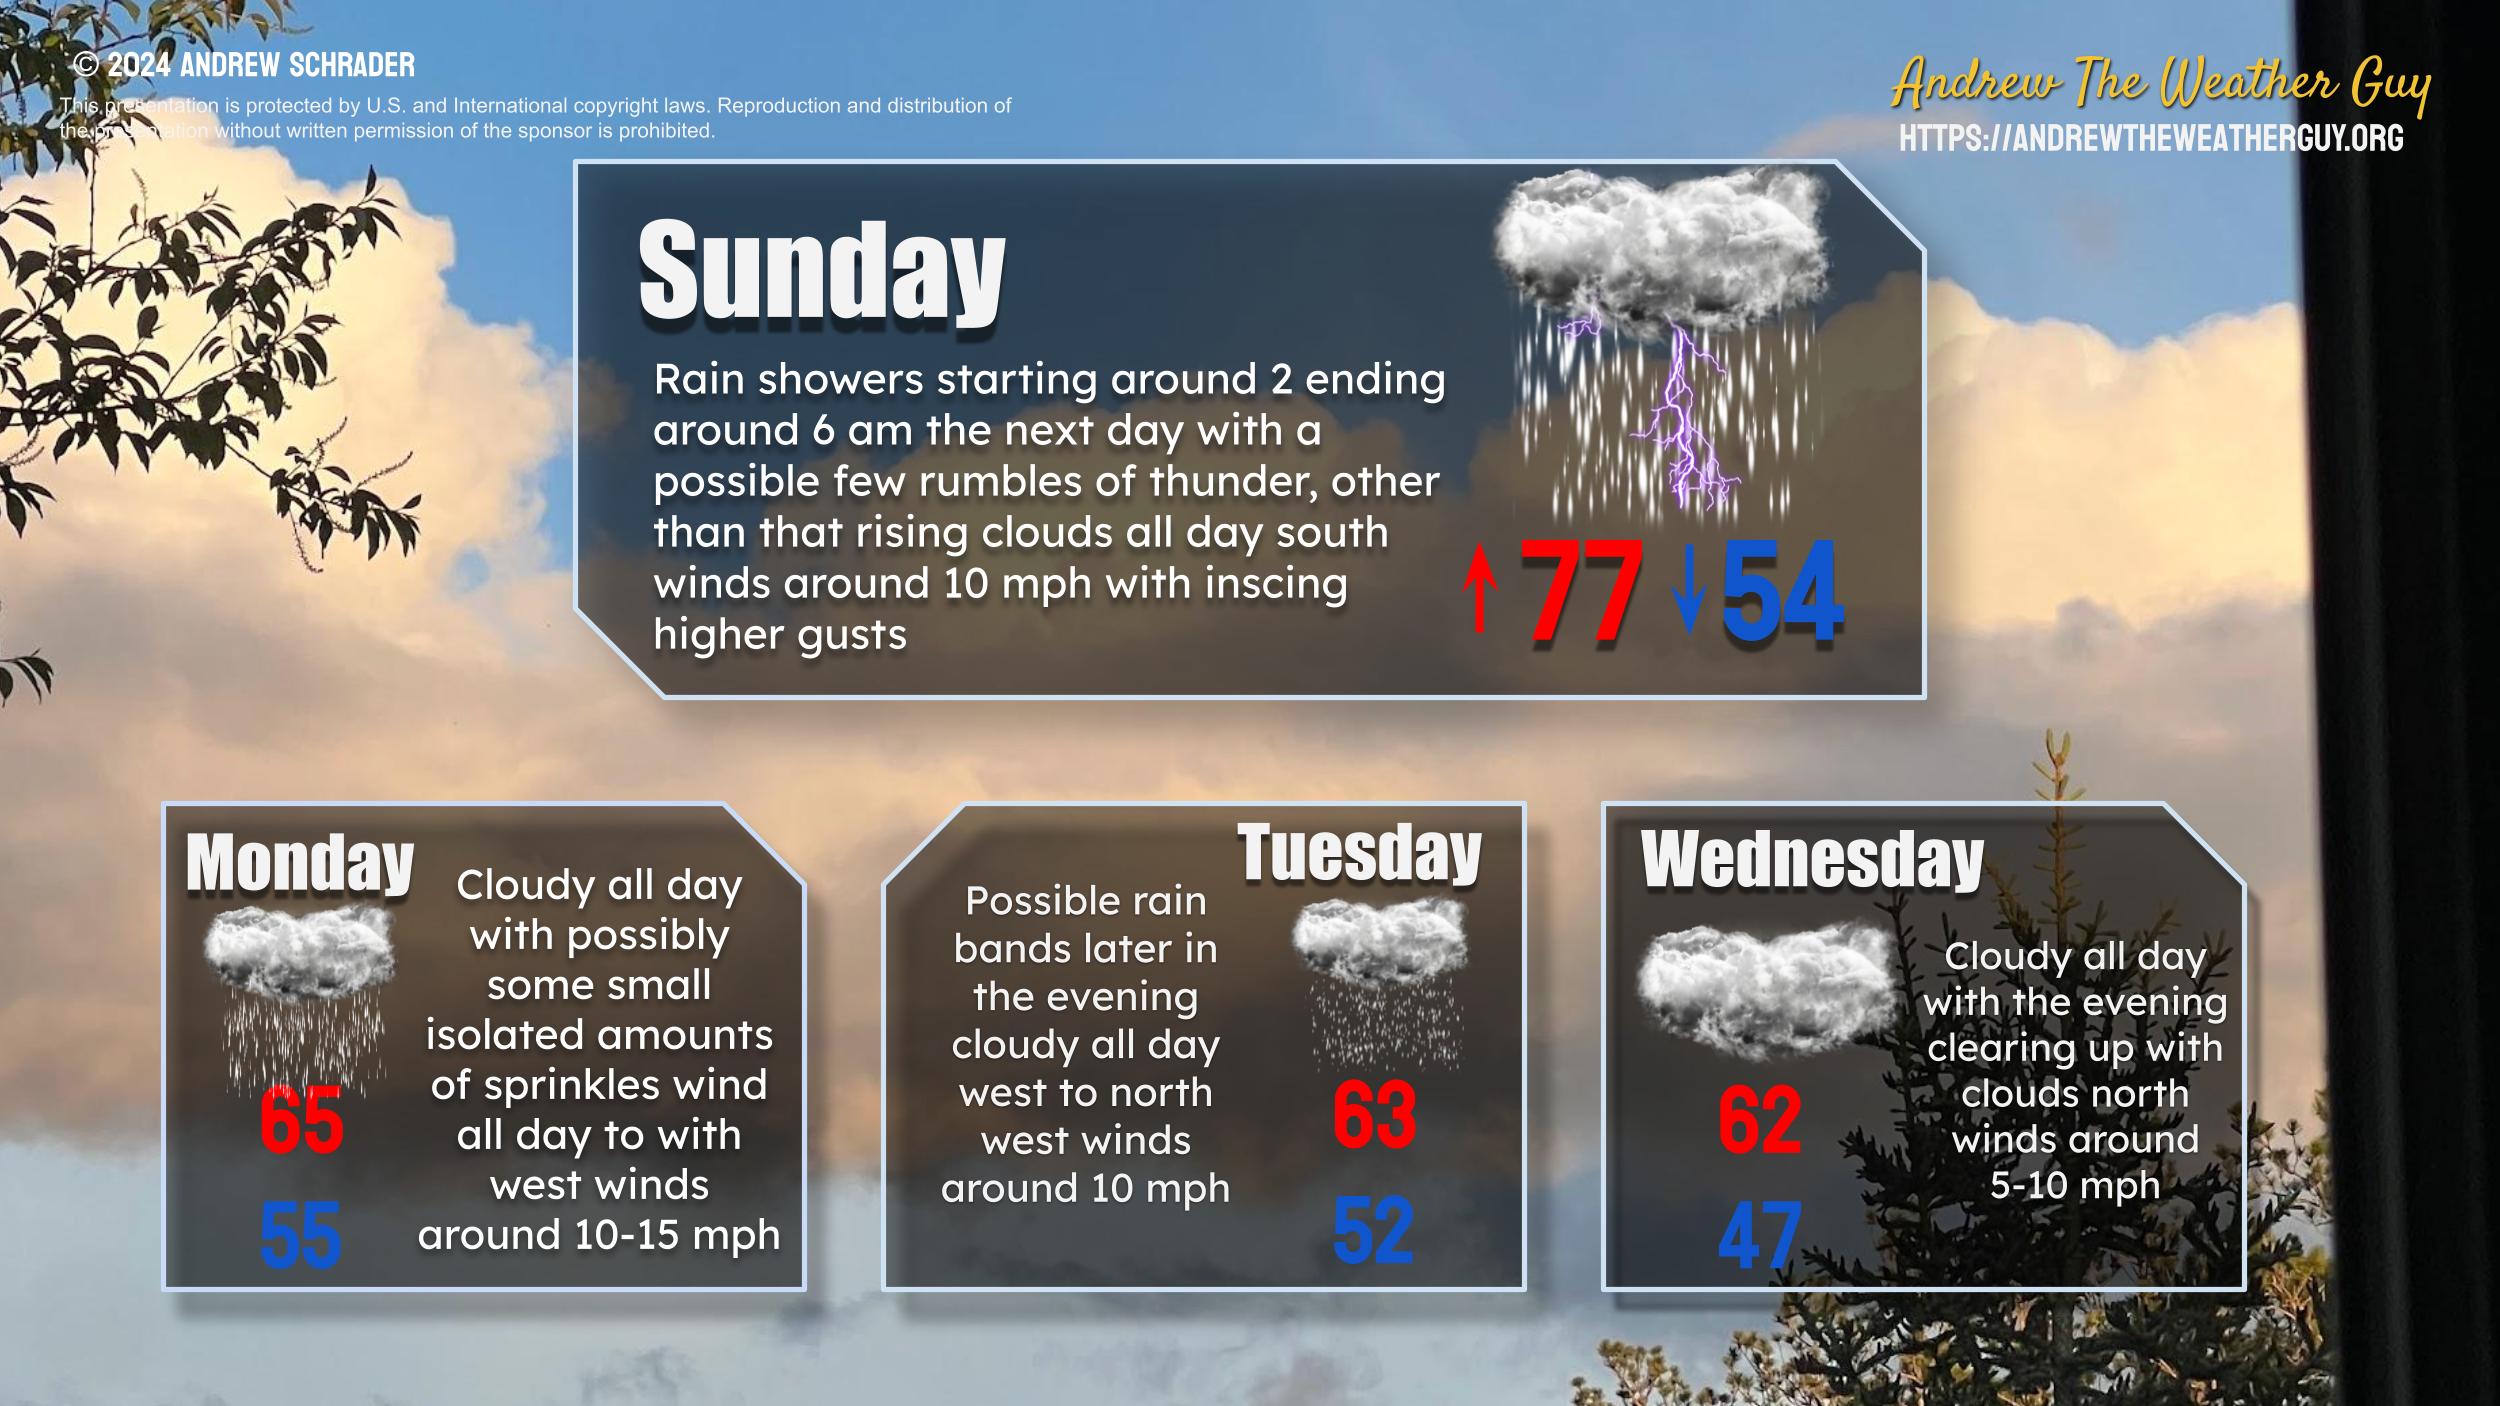 © 2024 ANDREW SCHRADER
This presentation is protected by U.S. and International copyright laws. Reproduction and distribution of
the presentation without written permission of the sponsor is prohibited.
Andrew The Weather Guy
HTTPS://ANDREWTHEWEATHERGUY.ORG
Sunday
Rain showers starting around 2 ending
around 6 am the next day with a
possible few rumbles of thunder, other
than that rising clouds all day south
winds around 10 mph with inscing
higher gusts
↑ 77 ↓ 54
Monday
Cloudy all day
with possibly
some small
isolated amounts
of sprinkles wind
all day to with
west winds
around 10-15 mph
65
55
Tuesday
Possible rain
bands later in
the evening
cloudy all day
west to north
west winds
around 10 mph
63
52
Wednesday
Cloudy all day
with the evening
clearing up with
clouds north
winds around
5-10 mph
62
47